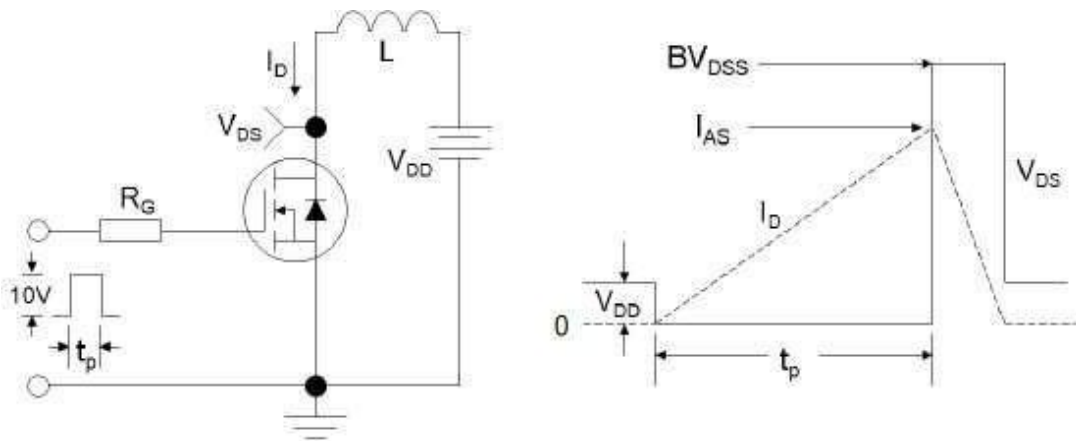 L
I_D
V_DS
V_DD
R_G
10V
t_p
BV_DSS
I_AS
V_DS
I_D
V_DD
0
t_p